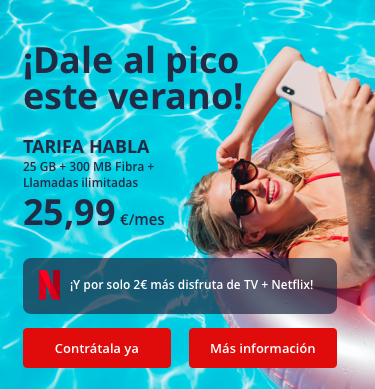 ¡Dale al pico
este verano!
TARIFA HABLA
25 GB + 300 MB Fibra +
Llamadas ilimitadas
25,99 €/mes
N
¡Y por solo 2€ más disfruta de TV + Netflix!
Contrátala ya
Más información